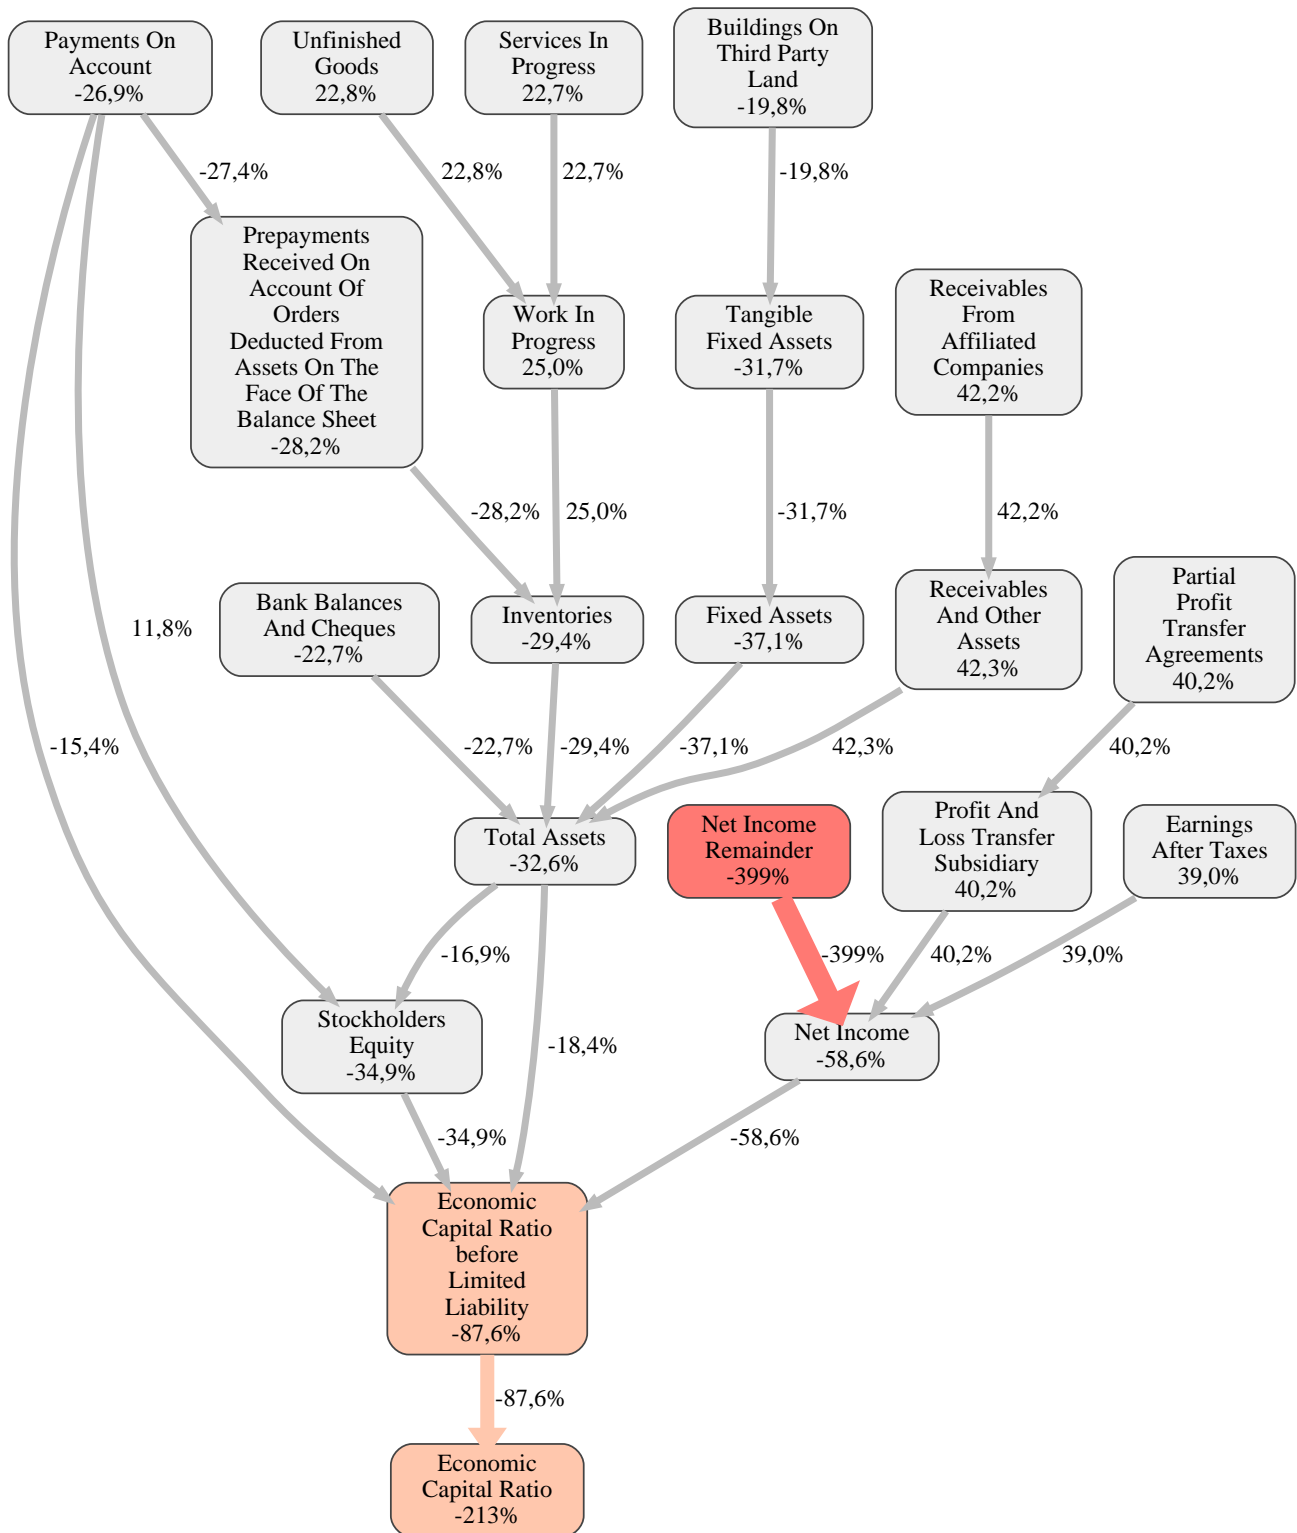 Payments On
Account
-26,9%
Unfinished
Goods
22,8%
Services In
Progress
22,7%
Buildings On
Third Party
Land
-19,8%
-27,4%
22,8%
22,7%
-19,8%
Prepayments
Received On
Account Of
Orders
Deducted From
Assets On The
Face Of The
Balance Sheet
-28,2%
Work In
Progress
25,0%
Tangible
Fixed Assets
-31,7%
Receivables
From
Affiliated
Companies
42,2%
-28,2%
25,0%
-31,7%
42,2%
Bank Balances
And Cheques
-22,7%
Inventories
-29,4%
Fixed Assets
-37,1%
Receivables
And Other
Assets
42,3%
Partial
Profit
Transfer
Agreements
40,2%
11,8%
-15,4%
-22,7%
-29,4%
-37,1%
42,3%
40,2%
Total Assets
-32,6%
Net Income
Remainder
-399%
Profit And
Loss Transfer
Subsidiary
40,2%
Earnings
After Taxes
39,0%
-16,9%
-399%
40,2%
39,0%
Stockholders
Equity
-34,9%
-18,4%
Net Income
-58,6%
-34,9%
-58,6%
Economic
Capital Ratio
before
Limited
Liability
-87,6%
-87,6%
Economic
Capital Ratio
-213%